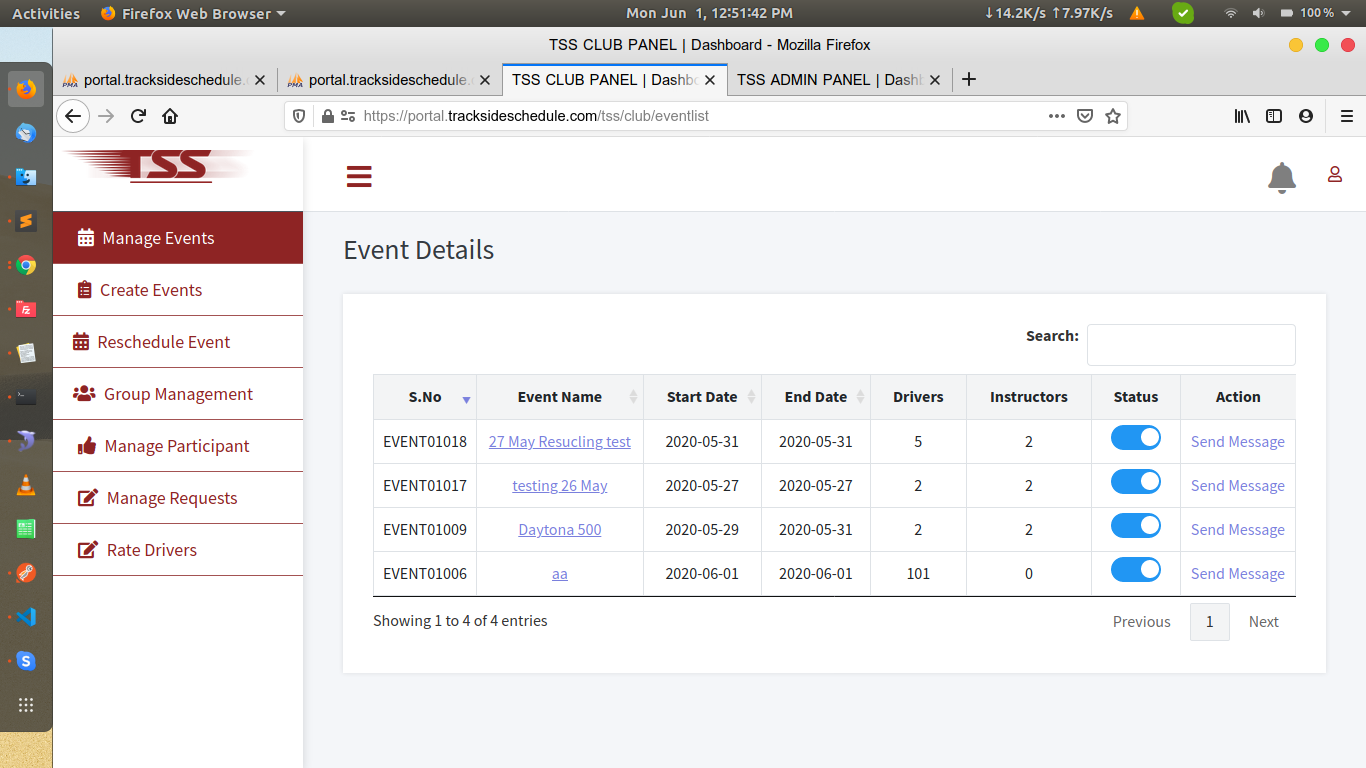 Activities Firefox Web Browser Mon Jun 1, 12:51:42 PM ↓14.2K/s ↑7.97K/s 100%
TSS CLUB PANEL | Dashboard - Mozilla Firefox
PMA portal.tracksideschedule. PMA portal.tracksideschedule. TSS CLUB PANEL | Dashbo TSS ADMIN PANEL | Dash
https://portal.tracksideschedule.com/tss/club/eventlist
TSS
Manage Events
Create Events
Reschedule Event
Group Management
Manage Participant
Manage Requests
Rate Drivers
Event Details
Search:
S.No Event Name Start Date End Date Drivers Instructors Status Action
EVENT01018 27 May Resucling test 2020-05-31 2020-05-31 5 2 Send Message
EVENT01017 testing 26 May 2020-05-27 2020-05-27 2 2 Send Message
EVENT01009 Daytona 500 2020-05-29 2020-05-31 2 2 Send Message
EVENT01006 aa 2020-06-01 2020-06-01 101 0 Send Message
Showing 1 to 4 of 4 entries Previous 1 Next